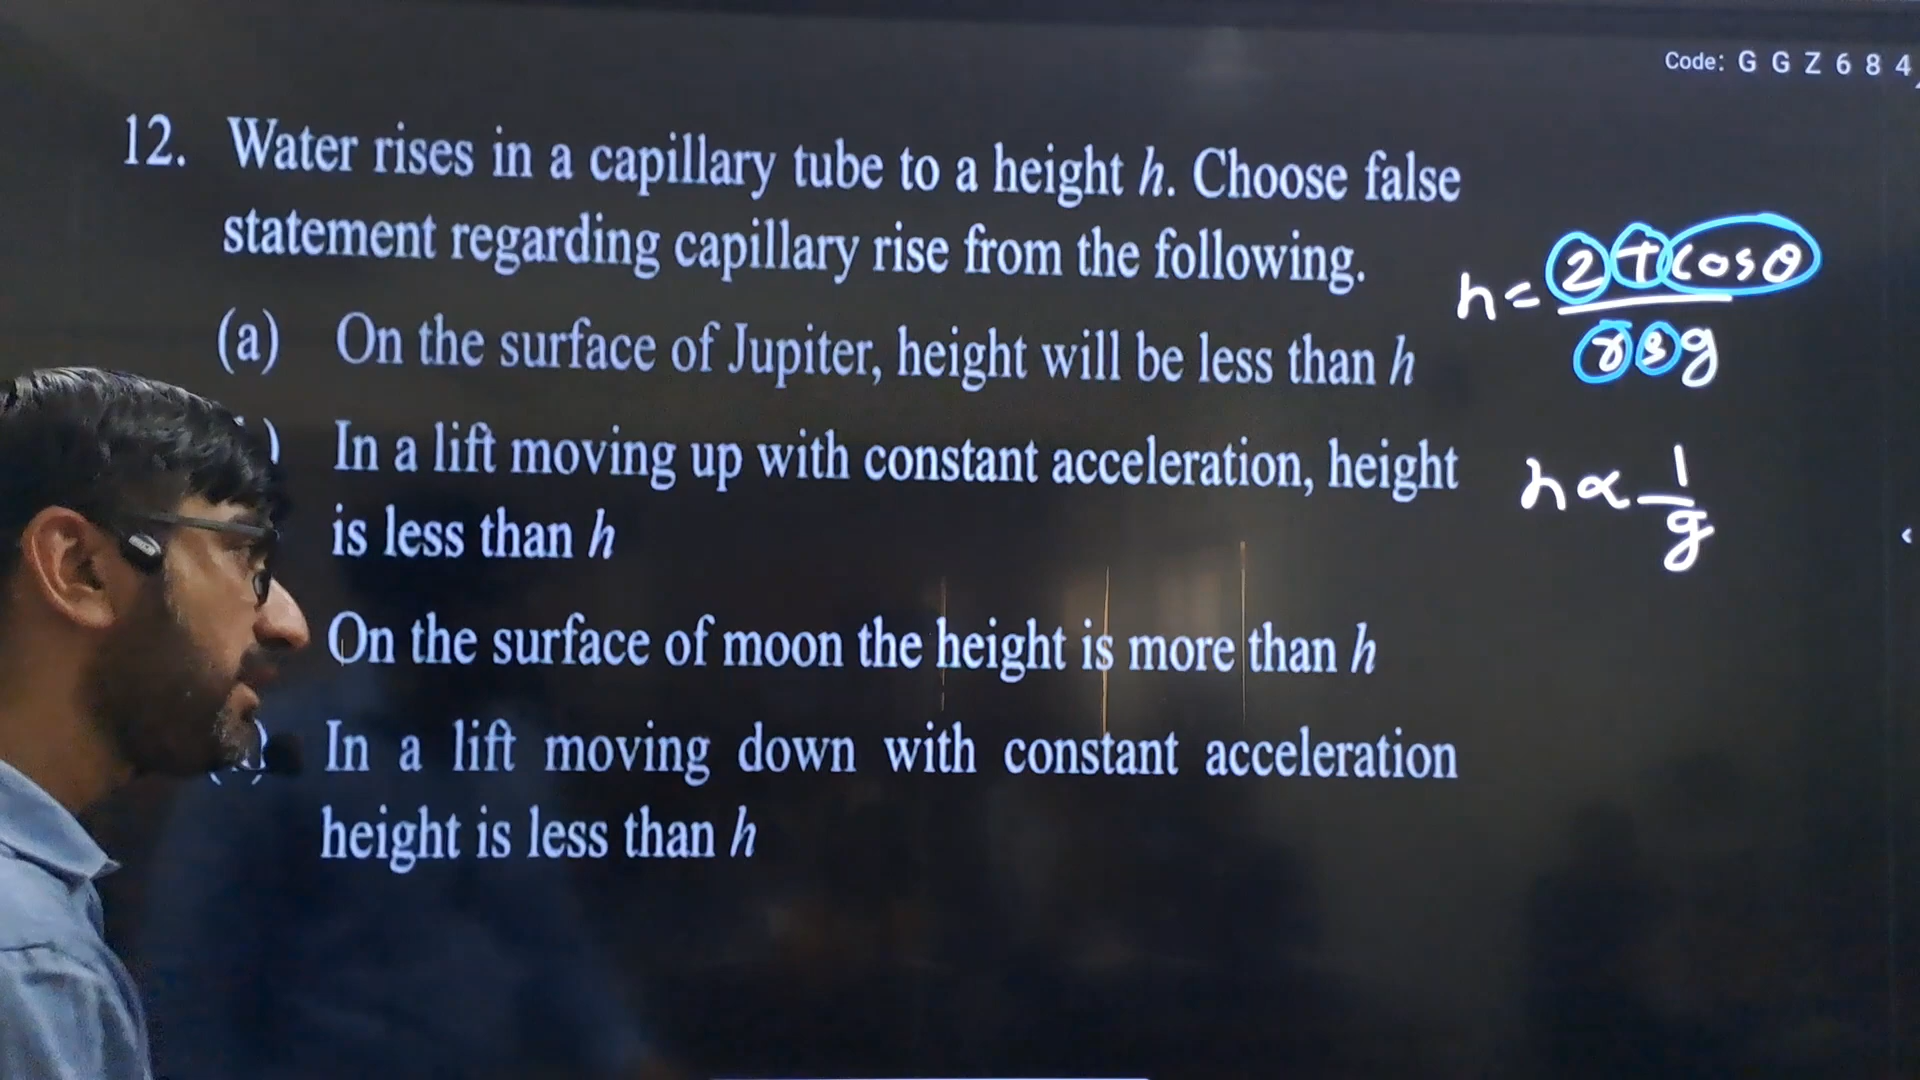 Code: G G Z 6 8 4
12. Water rises in a capillary tube to a height h. Choose false
statement regarding capillary rise from the following.
(a) On the surface of Jupiter, height will be less than h
) In a lift moving up with constant acceleration, height
is less than h
On the surface of moon the height is more than h
) In a lift moving down with constant acceleration
height is less than h
h = 2Tcosθ
rsg
h ∝ 1
g